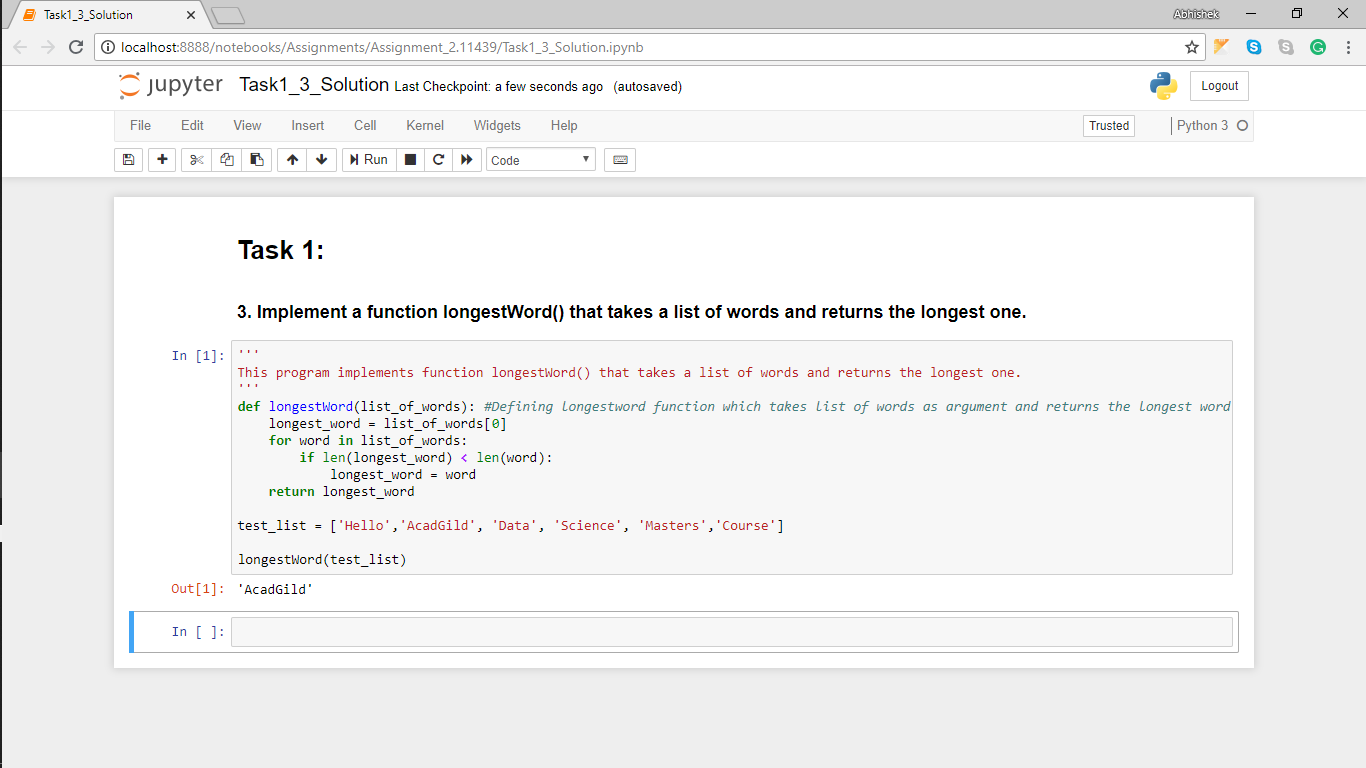 Task1_3_Solution
Abhishek
localhost:8888/notebooks/Assignments/Assignment_2.11439/Task1_3_Solution.ipynb
jupyter Task1_3_Solution Last Checkpoint: a few seconds ago (autosaved)
Logout
File Edit View Insert Cell Kernel Widgets Help
Trusted
Python 3
Run
Code
Task 1:
3. Implement a function longestWord() that takes a list of words and returns the longest one.
In [1]:
'''
This program implements function longestWord() that takes a list of words and returns the longest one.
'''
def longestWord(list_of_words): #Defining longestword function which takes list of words as argument and returns the longest word
    longest_word = list_of_words[0]
    for word in list_of_words:
        if len(longest_word) < len(word):
            longest_word = word
    return longest_word
test_list = ['Hello','AcadGild', 'Data', 'Science', 'Masters','Course']
longestWord(test_list)
Out[1]: 'AcadGild'
In [ ]: